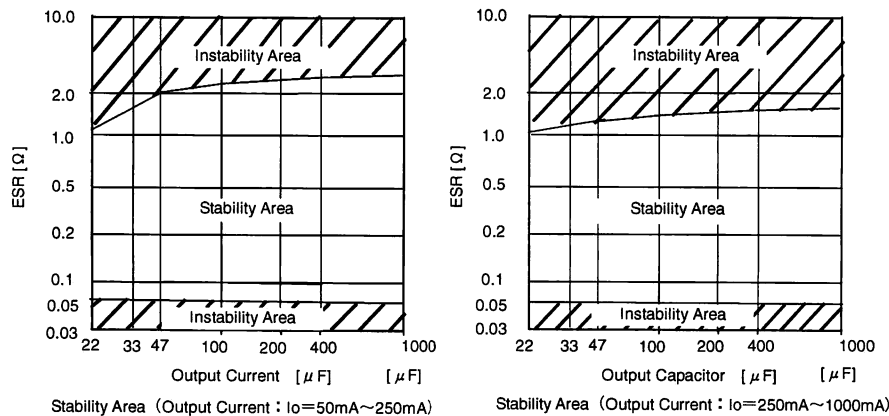 10.0
Instability Area
2.0
1.0
ESR [Ω]
0.5
Stability Area
0.2
0.1
0.05
Instability Area
0.03
22 33 47 100 200 400 1000
Output Current [μF] [μF]
Stability Area (Output Current : Io=50mA~250mA)
10.0
Instability Area
2.0
1.0
ESR [Ω]
0.5
Stability Area
0.2
0.1
0.05
Instability Area
0.03
22 33 47 100 200 400 1000
Output Capacitor [μF] [μF]
Stability Area (Output Current : Io=250mA~1000mA)